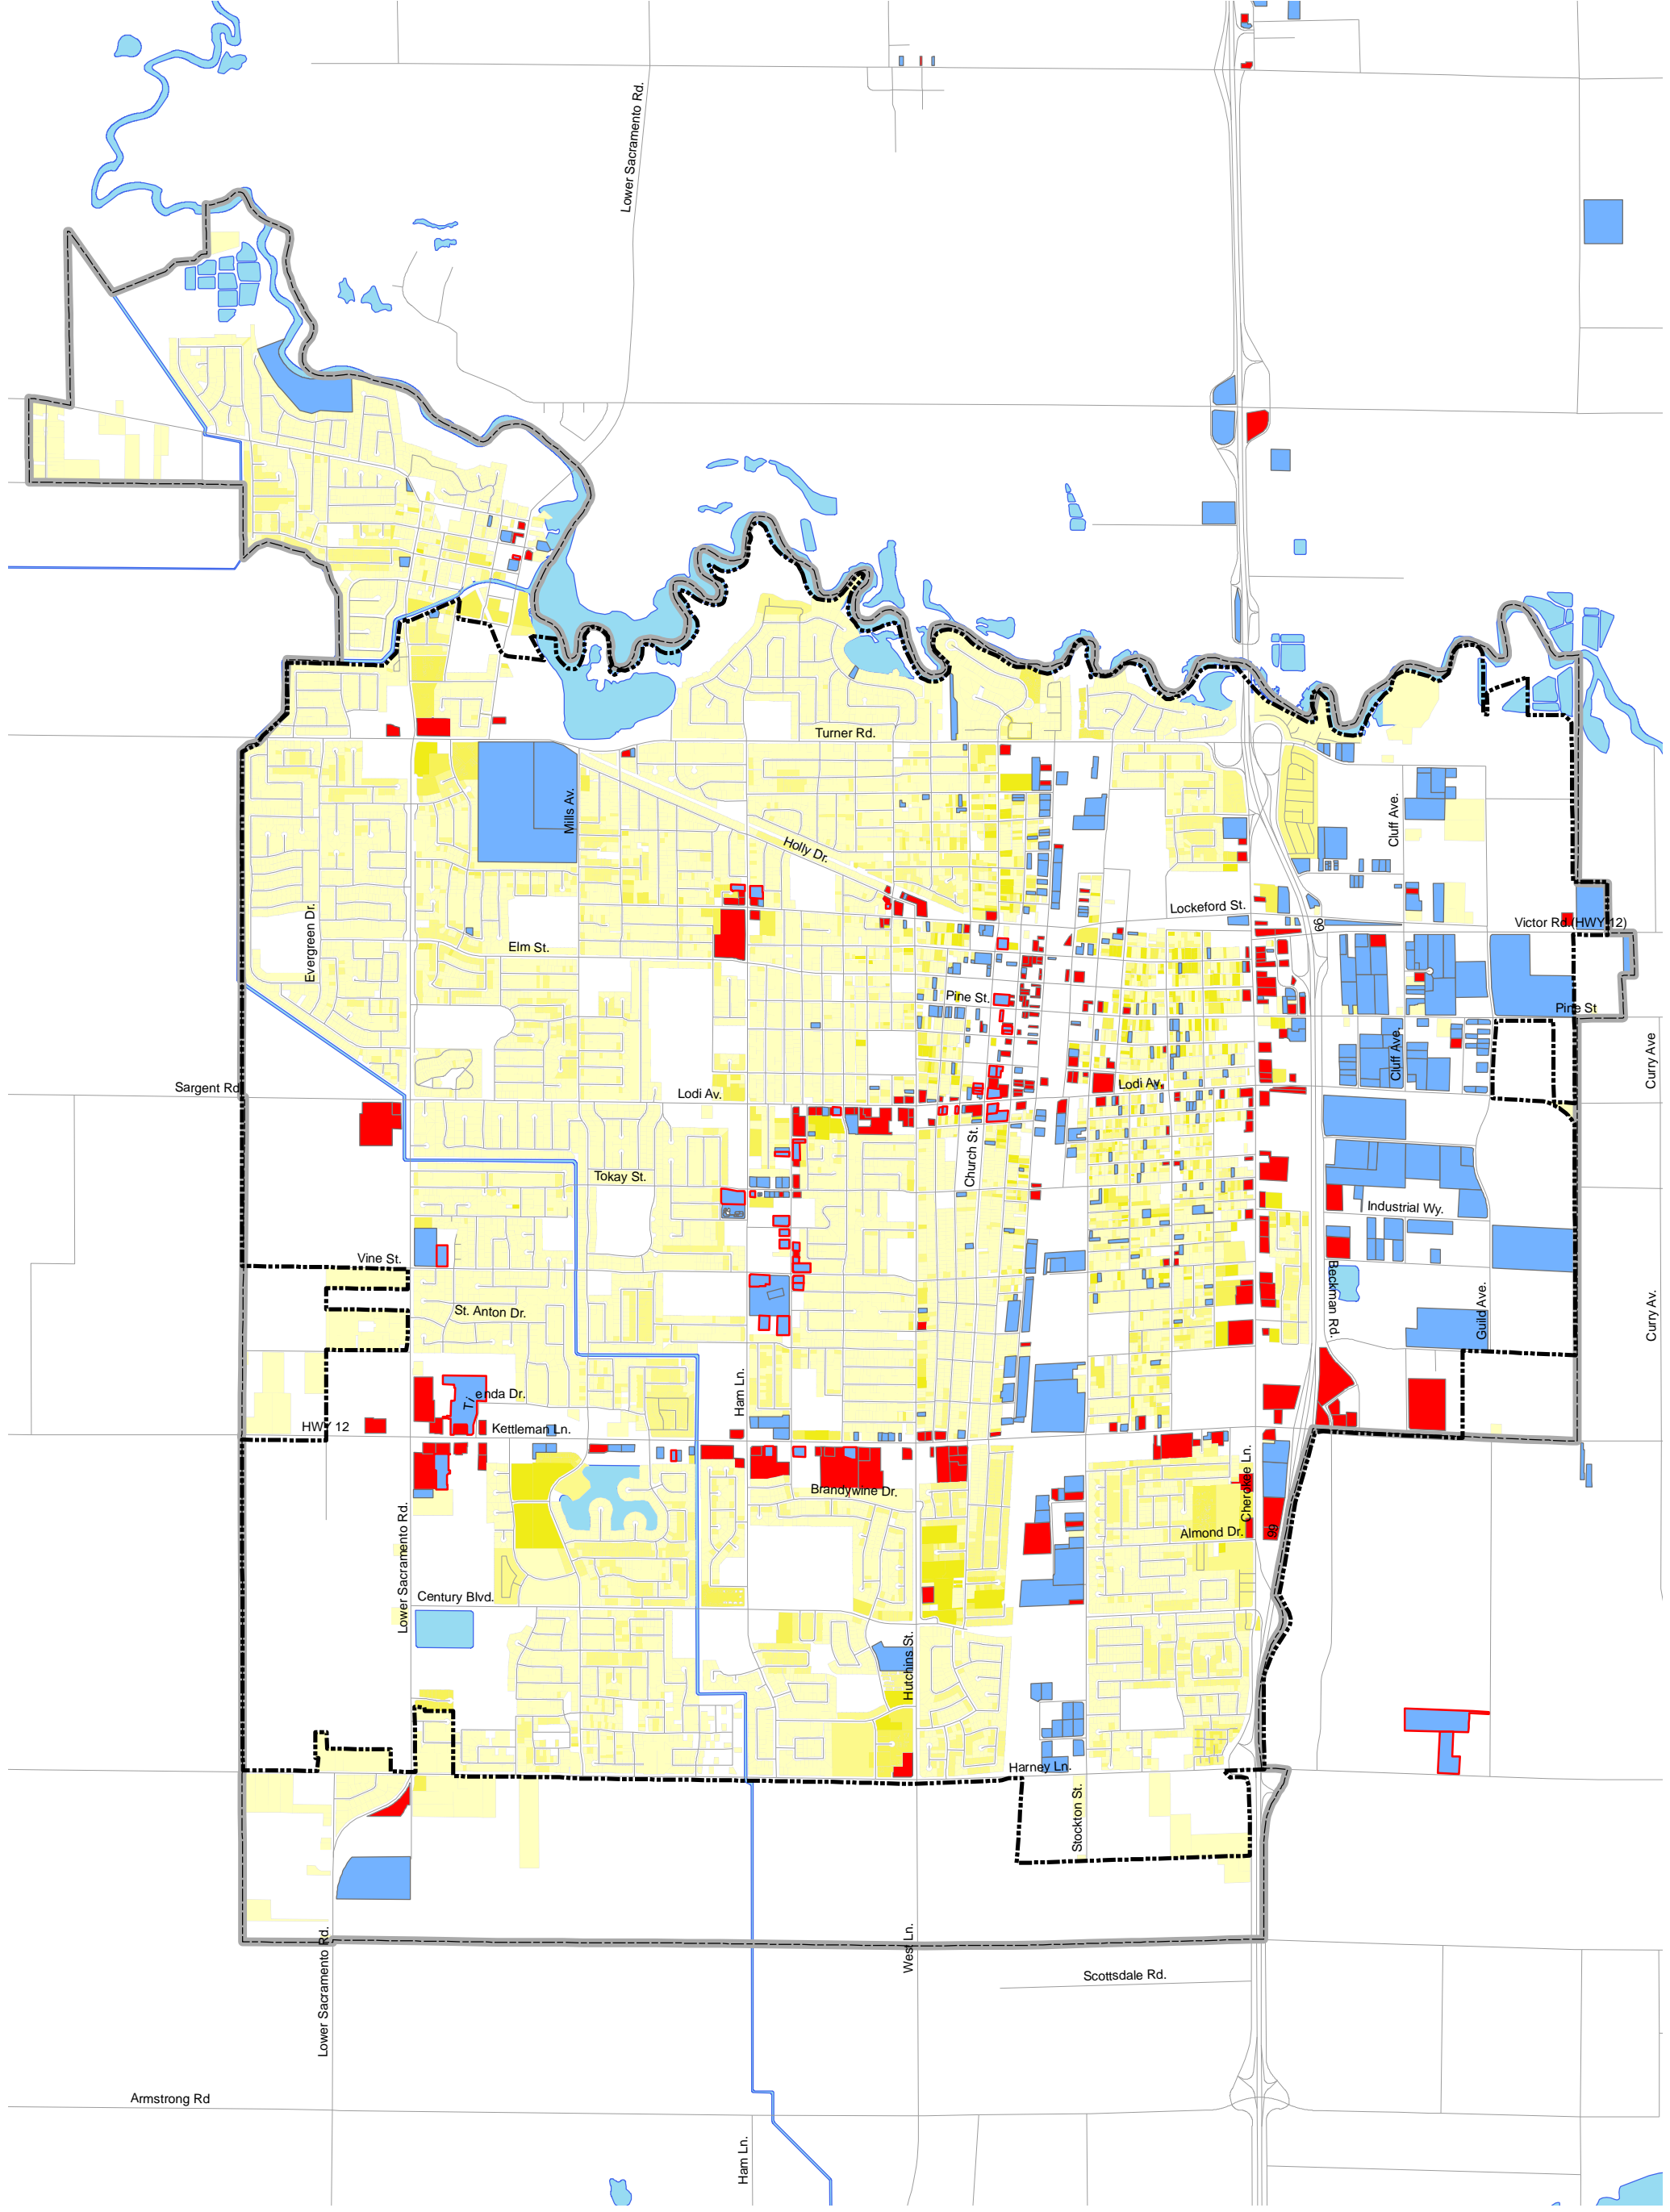 Lower Sacramento Rd.
Turner Rd.
Mills Av.
Cluff Ave.
Holly Dr.
Lockeford St.
99
Victor Rd.(HWY 12)
Evergreen Dr.
Elm St.
Pine St.
Pine St
Cluff Ave.
Curry Ave
Sargent Rd.
Lodi Av.
Lodi Av.
Church St.
Tokay St.
Industrial Wy.
Vine St.
Beckman Rd.
Guild Ave.
Curry Av.
St. Anton Dr.
Ham Ln.
Tienda Dr.
HWY 12
Kettleman Ln.
Brandywine Dr.
Cherokee Ln.
Almond Dr.
99
Lower Sacramento Rd.
Century Blvd.
Hutchins St.
Harney Ln.
Stockton St.
West Ln.
Lower Sacramento Rd.
Scottsdale Rd.
Armstrong Rd
Ham Ln.